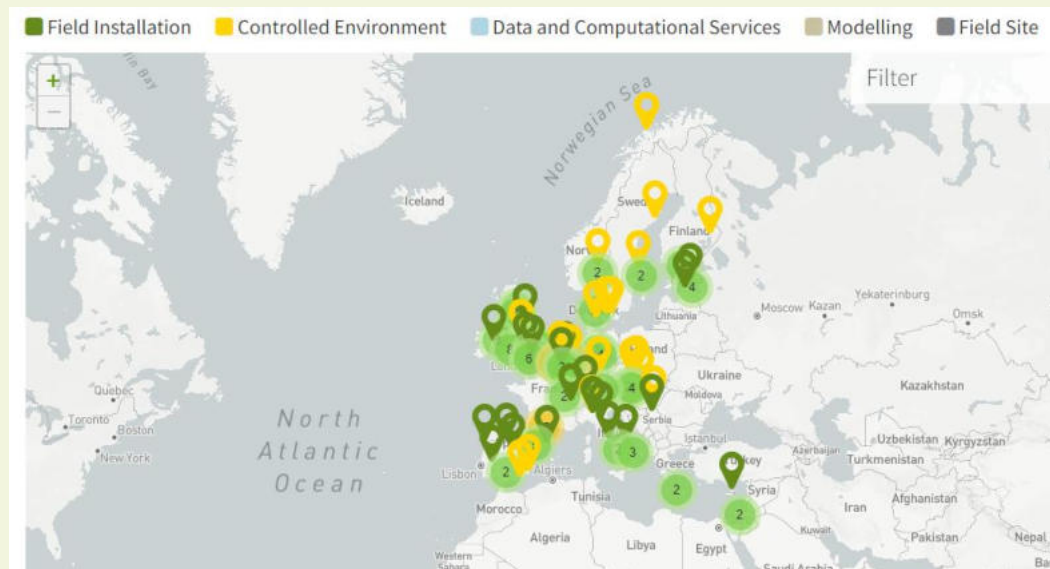 Field Installation Controlled Environment Data and Computational Services Modelling Field Site
Filter
+
−
Norwegian Sea
Iceland
Finland
2
2
4
Lithuania
Moscow
Kazan
Yekaterinburg
Omsk
6
Ukraine
Kazakhstan
Moldova
4
2
Serbia
Quebec
Toronto
Boston
New York
North
Atlantic
Ocean
Lisbon
2
Algiers
3
Istanbul
Greece
Azerbaijan
Uzbekistan
Kyrgyzstan
Turkmenistan
Tunisia
2
Syria
2
Morocco
Algeria
Libya
Egypt
Iran
Afghanistan
Kuwait
Pakistan
Nepal
Western
Sahara
Saudi Arabia